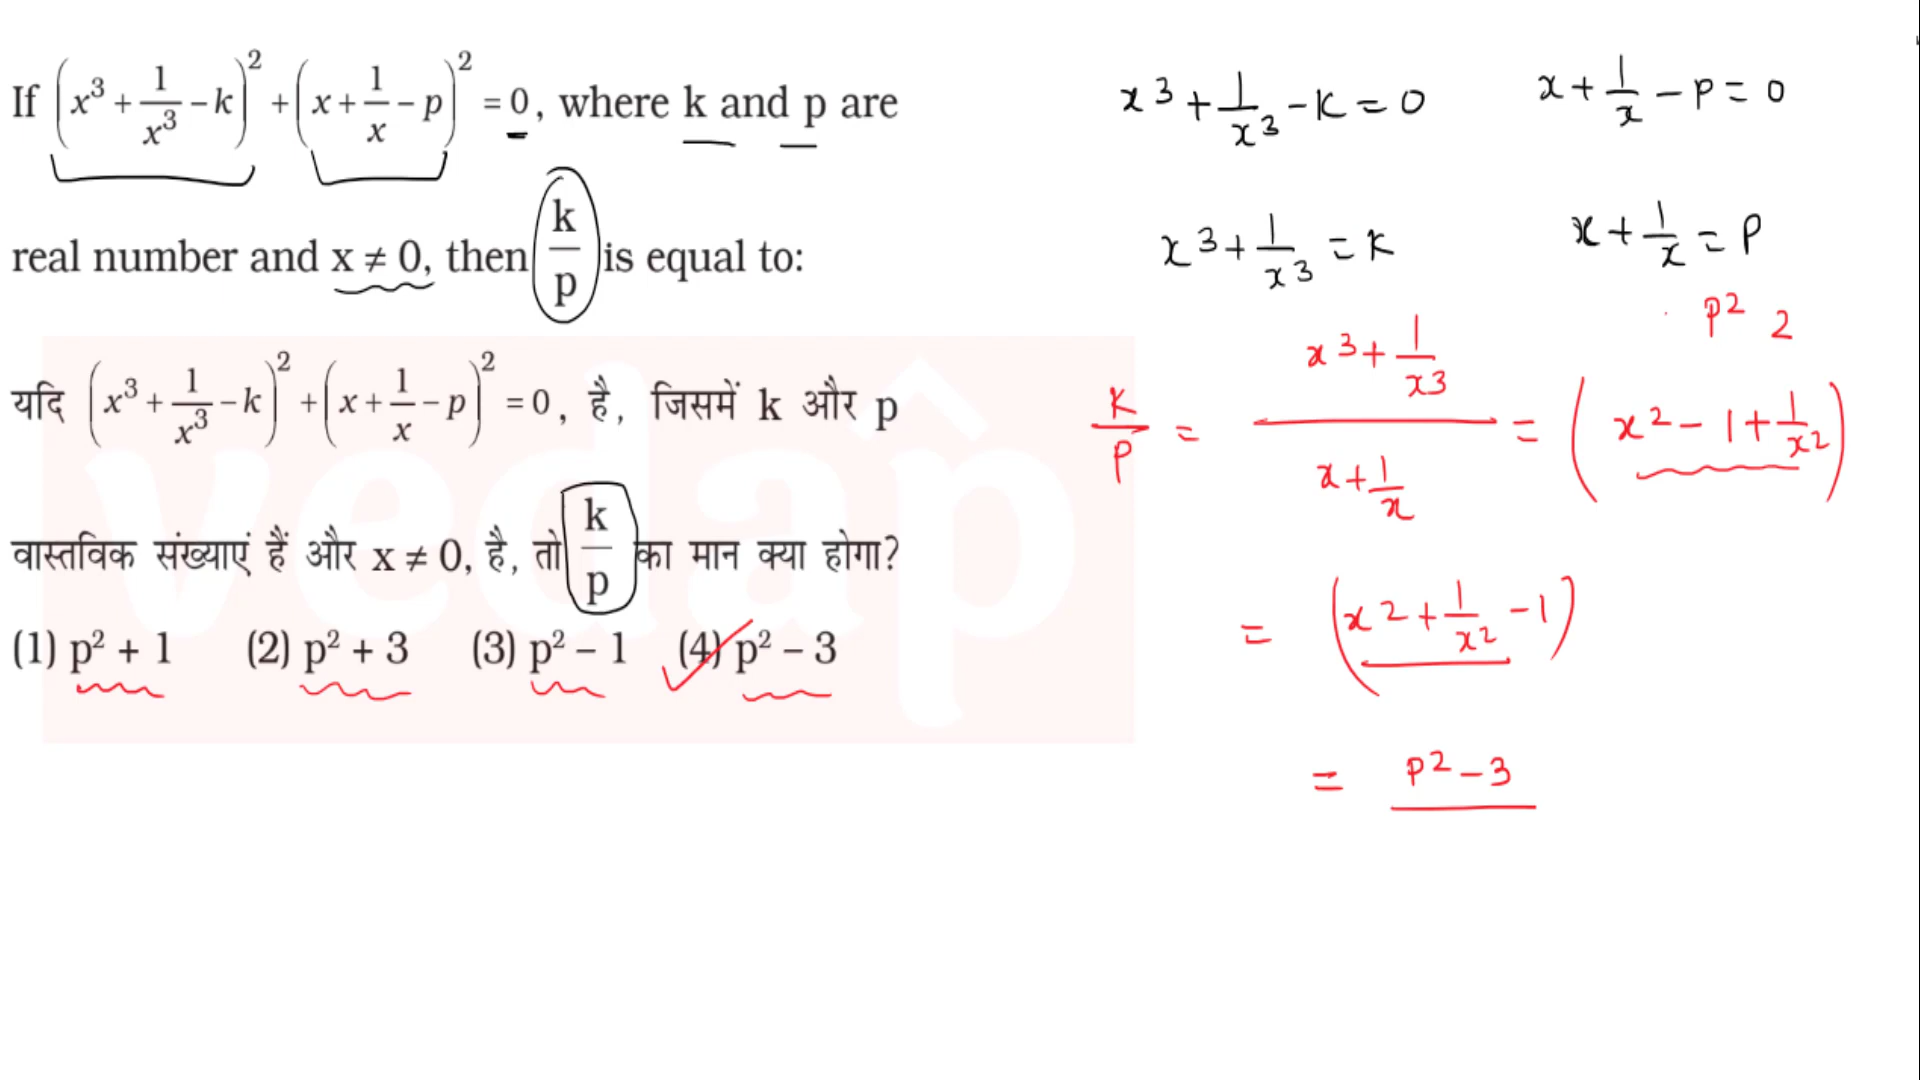 If (x³ + 1/x³ − k)² + (x + 1/x − p)² = 0, where k and p are
real number and x ≠ 0, then k/p is equal to:
यदि (x³ + 1/x³ − k)² + (x + 1/x − p)² = 0, है, जिसमें k और p
वास्तविक संख्याएं हैं और x ≠ 0, है, तो k/p का मान क्या होगा?
(1) p² + 1 (2) p² + 3 (3) p² − 1 (4) p² − 3
vedap
x³ + 1/x³ − K = 0 x + 1/x − P = 0
x³ + 1/x³ = K x + 1/x = P
P² 2
K/P = (x³ + 1/x³)/(x + 1/x) = (x² − 1 + 1/x²)
= (x² + 1/x² − 1)
= P² − 3